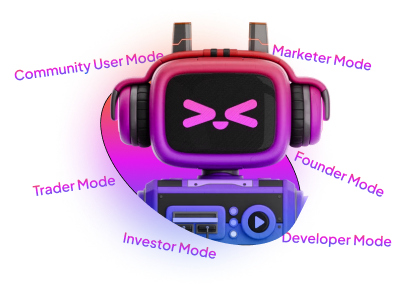 Community User Mode
Marketer Mode
Trader Mode
Founder Mode
Investor Mode
Developer Mode